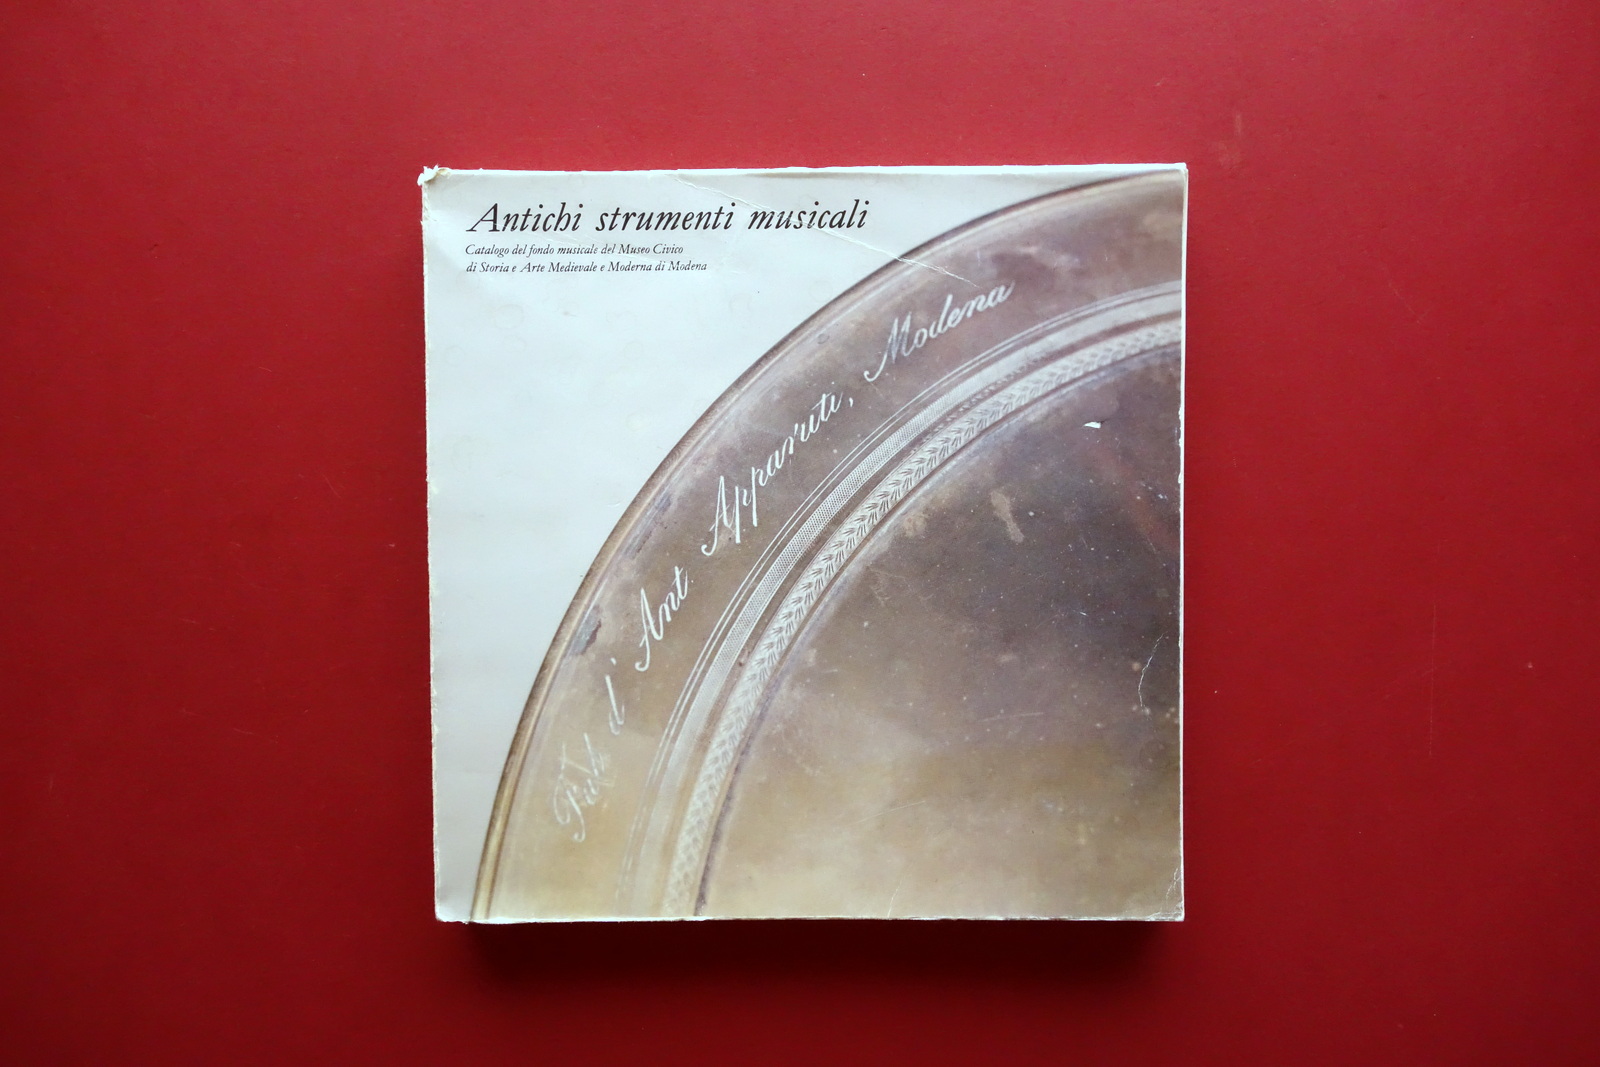 Antichi strumenti musicali
Catalogo del fondo musicale del Museo Civico
di Storia e Arte Medievale e Moderna di Modena
d' Ant Apparuti, Modena